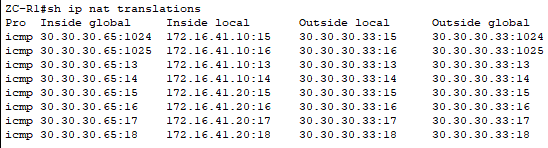 ZC-R1#sh ip nat translations
Pro Inside global Inside local Outside local Outside global
icmp 30.30.30.65:1024 172.16.41.10:15 30.30.30.33:15 30.30.30.33:1024
icmp 30.30.30.65:1025 172.16.41.10:16 30.30.30.33:16 30.30.30.33:1025
icmp 30.30.30.65:13 172.16.41.10:13 30.30.30.33:13 30.30.30.33:13
icmp 30.30.30.65:14 172.16.41.10:14 30.30.30.33:14 30.30.30.33:14
icmp 30.30.30.65:15 172.16.41.20:15 30.30.30.33:15 30.30.30.33:15
icmp 30.30.30.65:16 172.16.41.20:16 30.30.30.33:16 30.30.30.33:16
icmp 30.30.30.65:17 172.16.41.20:17 30.30.30.33:17 30.30.30.33:17
icmp 30.30.30.65:18 172.16.41.20:18 30.30.30.33:18 30.30.30.33:18